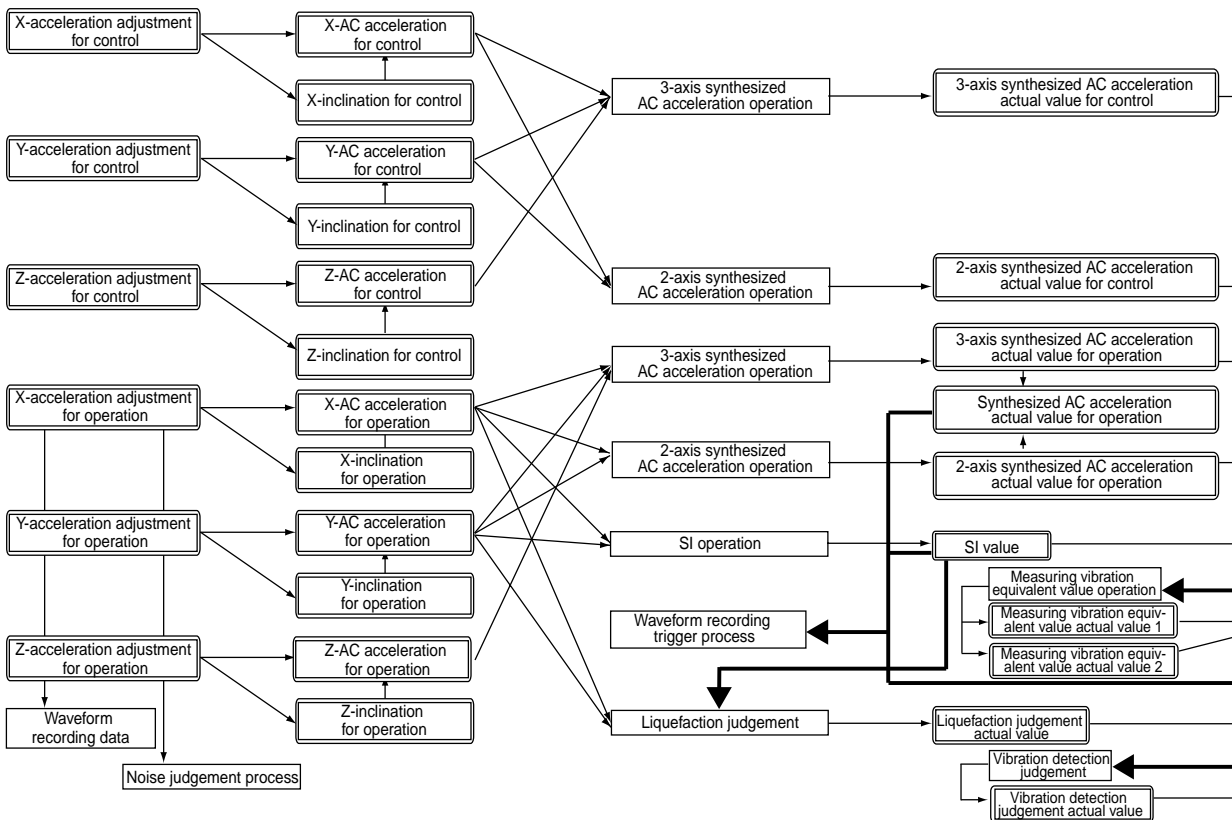 X-acceleration adjustment
for control
X-AC acceleration
for control
X-inclination for control
Y-acceleration adjustment
for control
Y-AC acceleration
for control
Y-inclination for control
Z-acceleration adjustment
for control
Z-AC acceleration
for control
Z-inclination for control
X-acceleration adjustment
for operation
X-AC acceleration
for operation
X-inclination
for operation
Y-acceleration adjustment
for operation
Y-AC acceleration
for operation
Y-inclination
for operation
Z-acceleration adjustment
for operation
Z-AC acceleration
for operation
Z-inclination
for operation
Waveform
recording data
Noise judgement process
3-axis synthesized
AC acceleration operation
2-axis synthesized
AC acceleration operation
3-axis synthesized
AC acceleration operation
2-axis synthesized
AC acceleration operation
SI operation
Waveform recording
trigger process
Liquefaction judgement
3-axis synthesized AC acceleration
actual value for control
2-axis synthesized AC acceleration
actual value for control
3-axis synthesized AC acceleration
actual value for operation
Synthesized AC acceleration
actual value for operation
2-axis synthesized AC acceleration
actual value for operation
SI value
Measuring vibration
equivalent value operation
Measuring vibration equiv-
alent value actual value 1
Measuring vibration equiv-
alent value actual value 2
Liquefaction judgement
actual value
Vibration detection
judgement
Vibration detection
judgement actual value